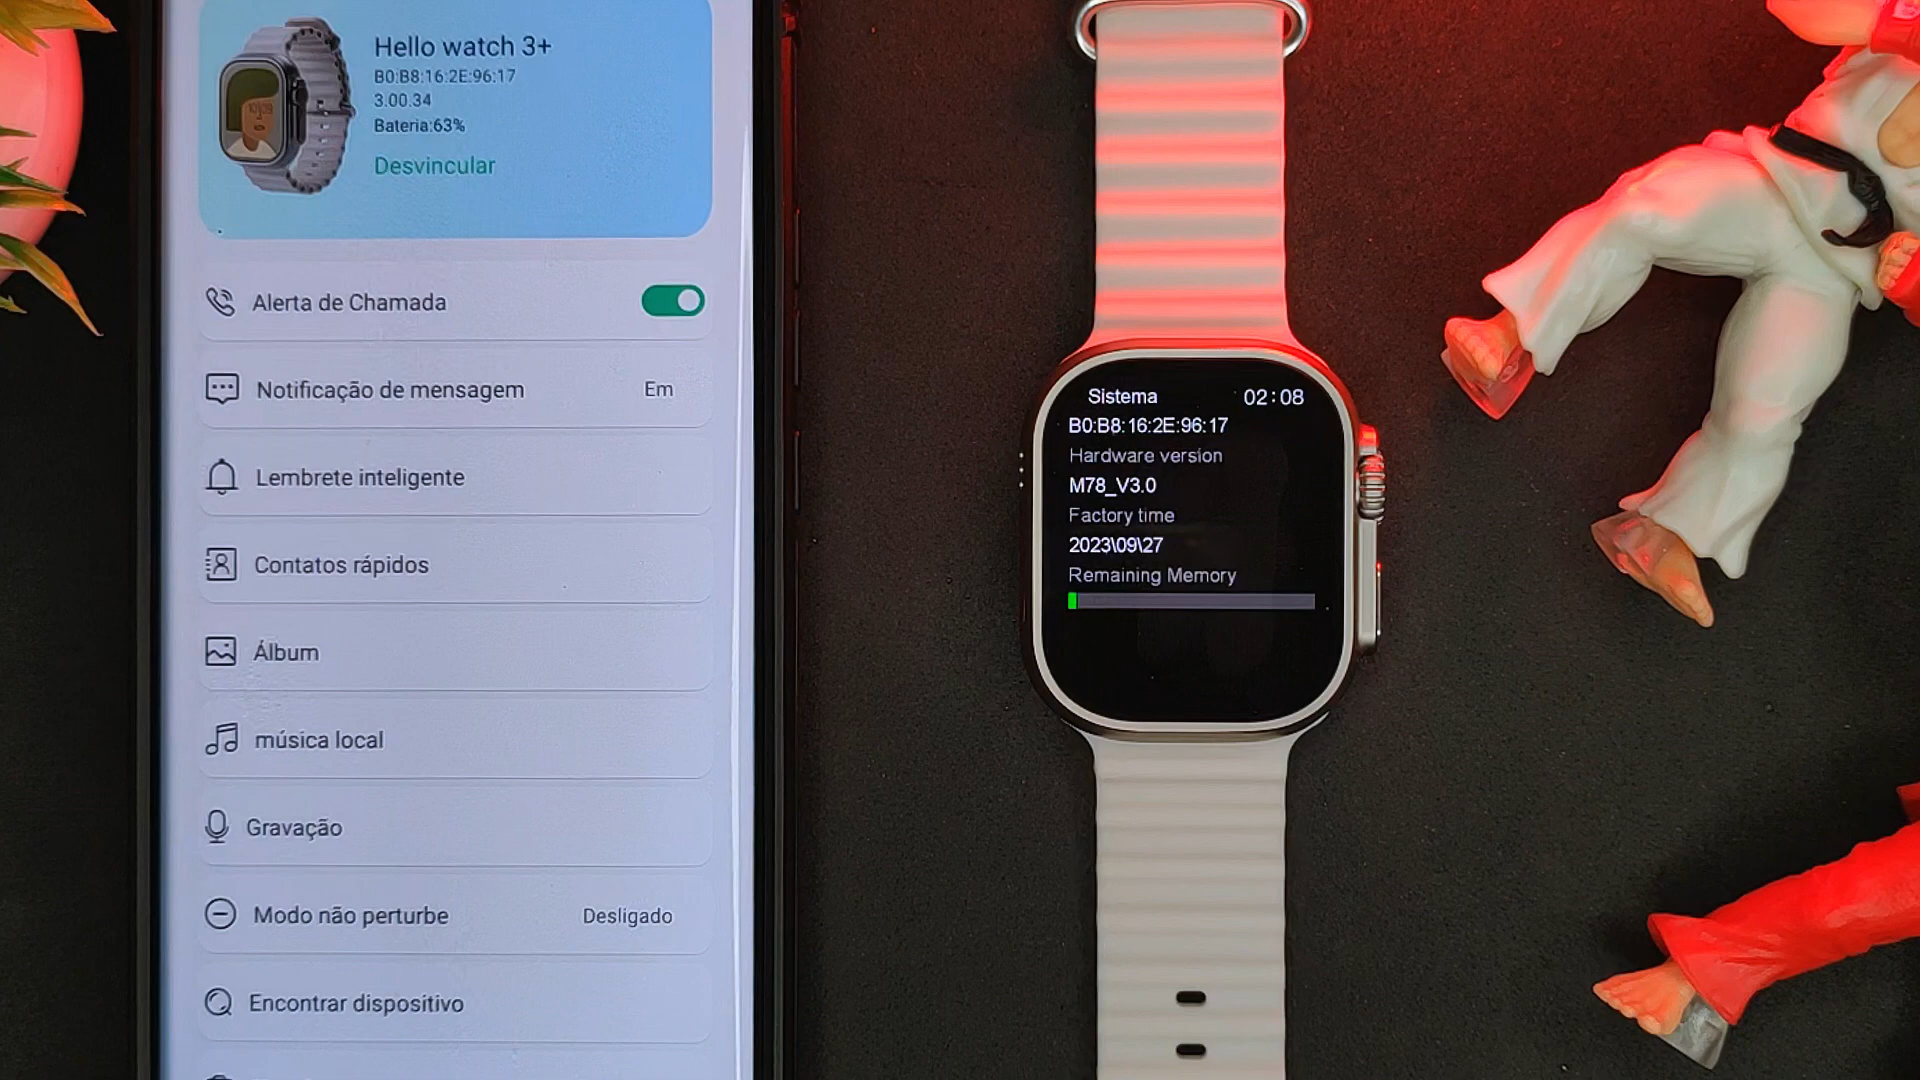 Hello watch 3+
B0:B8:16:2E:96:17
3.00.34
Bateria:63%
Desvincular
Alerta de Chamada
Notificação de mensagem Em
Lembrete inteligente
Contatos rápidos
Álbum
música local
Gravação
Modo não perturbe Desligado
Encontrar dispositivo
Sistema 02:08
B0:B8:16:2E:96:17
Hardware version
M78_V3.0
Factory time
2023\09\27
Remaining Memory